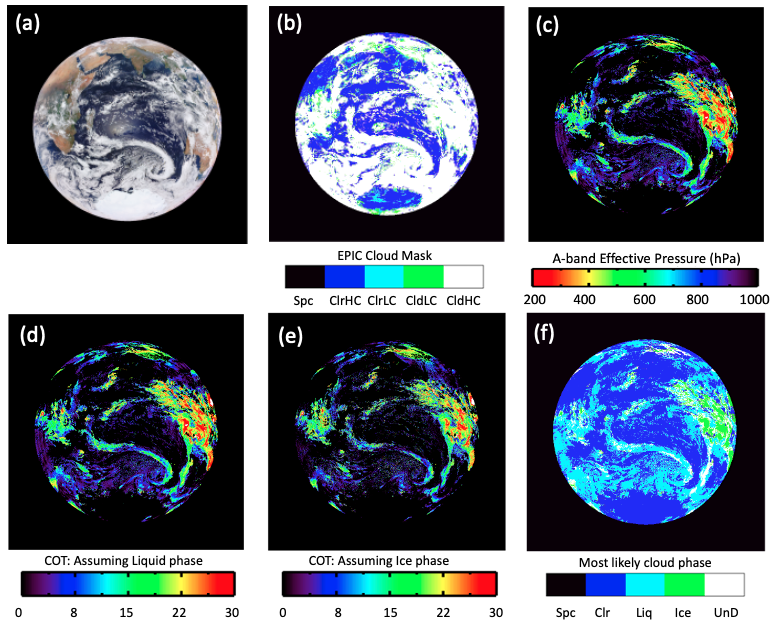 (a)
(b)
(c)
EPIC Cloud Mask
Spc ClrHC ClrLC CldLC CldHC
A-band Effective Pressure (hPa)
200 400 600 800 1000
(d)
(e)
(f)
COT: Assuming Liquid phase
0 8 15 22 30
COT: Assuming Ice phase
0 8 15 22 30
Most likely cloud phase
Spc Clr Liq Ice UnD